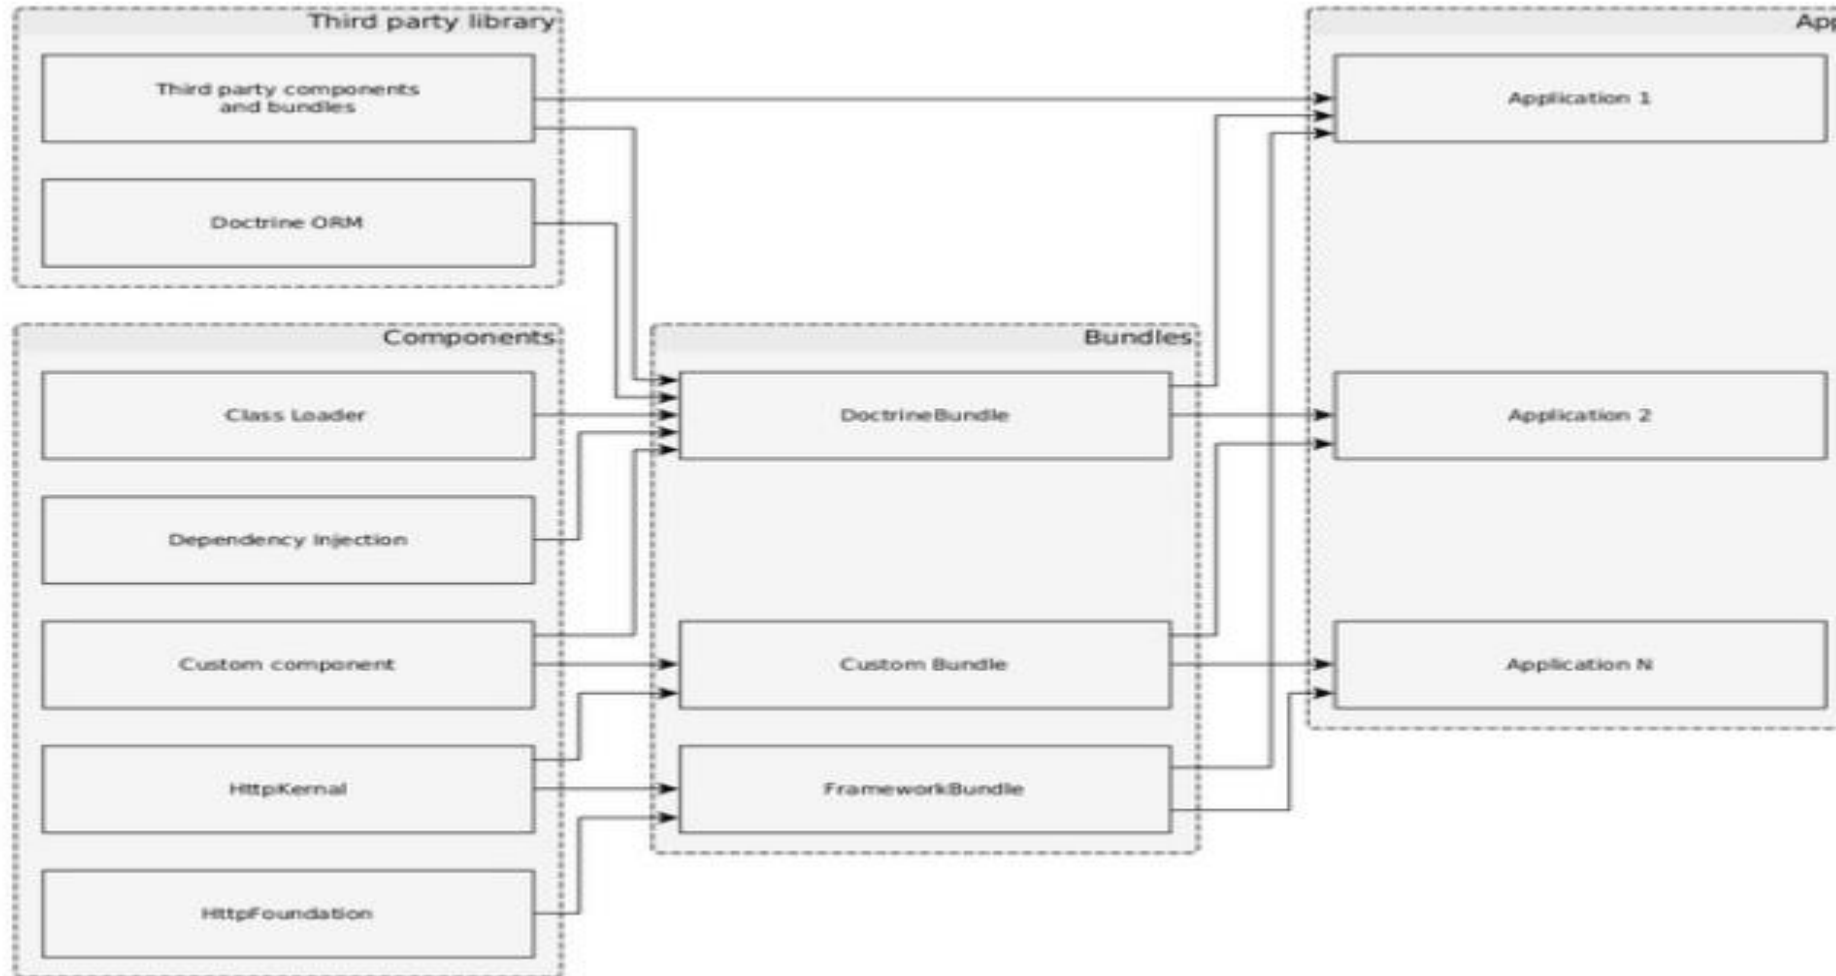 Third party library
Third party components
and bundles
Doctrine ORM
Components
Class Loader
Dependency Injection
Custom component
HttpKernal
HttpFoundation
Bundles
DoctrineBundle
Custom Bundle
FrameworkBundle
App
Application 1
Application 2
Application N